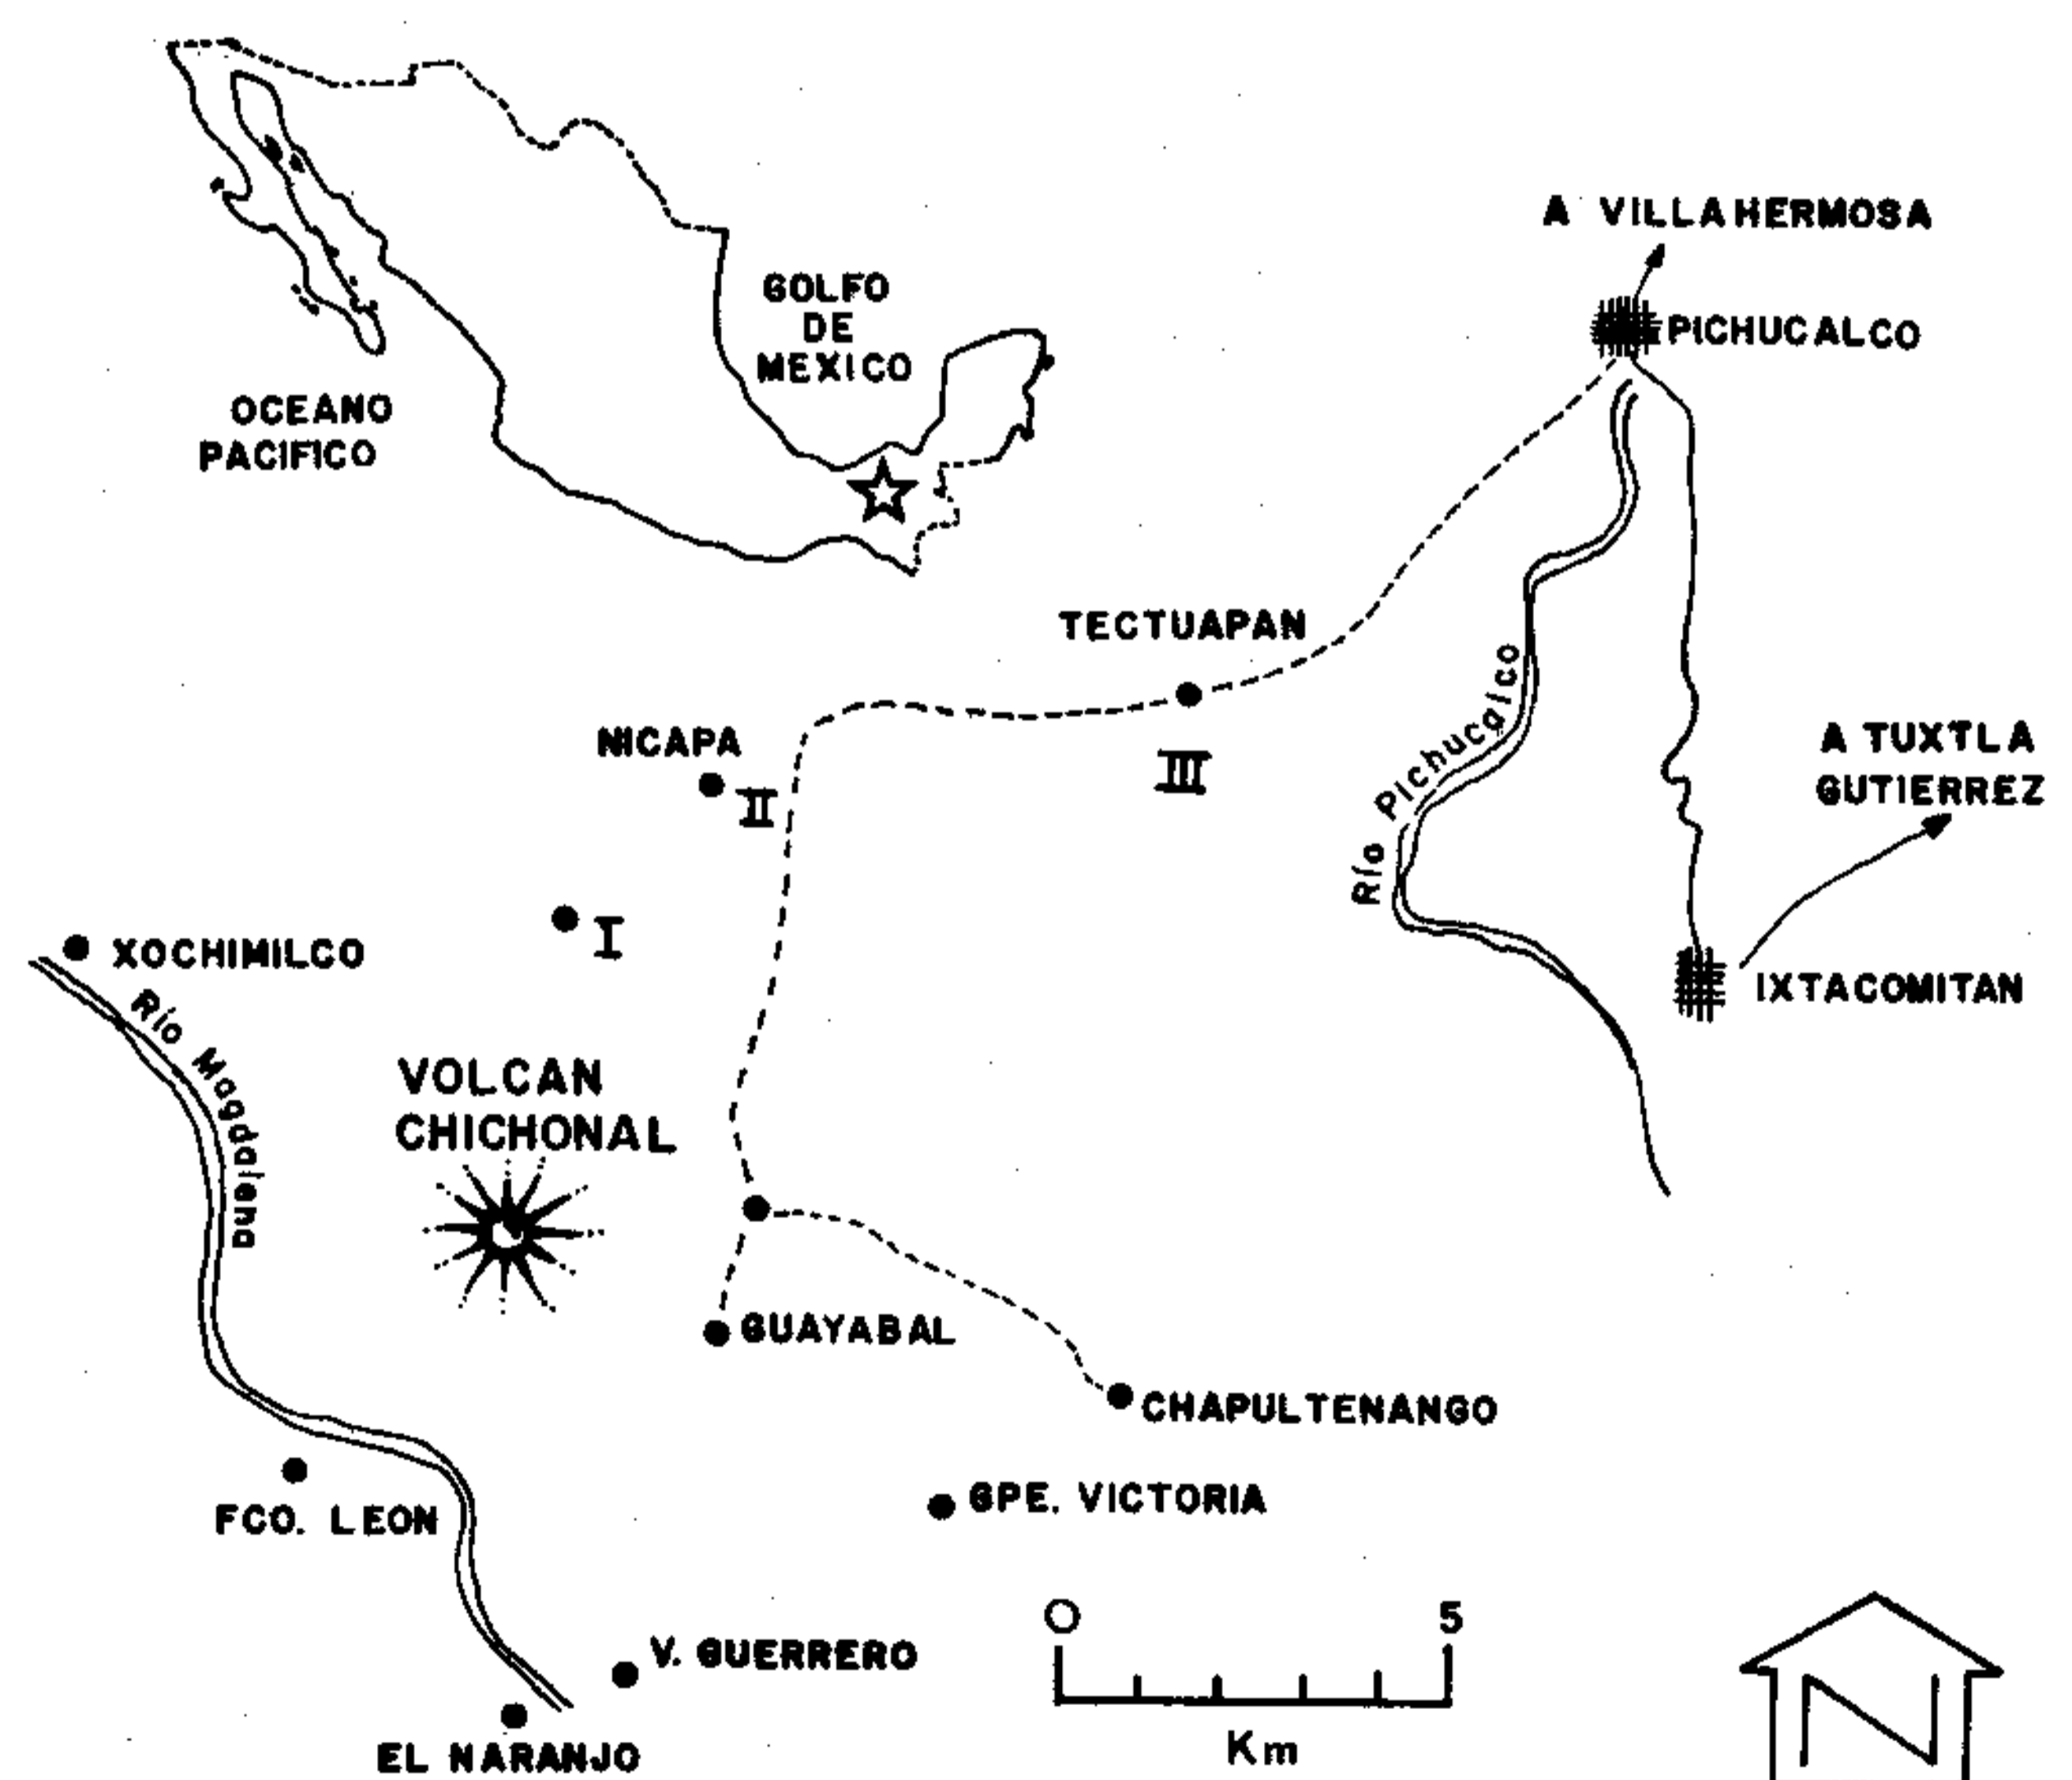 A VILLAHERMOSA
PICHUCALCO
GOLFO
DE
MEXICO
OCEANO
PACIFICO
TECTUAPAN
III
NICAPA
II
Río Pichucalco
A TUXTLA
GUTIERREZ
I
XOCHIMILCO
IXTACOMITAN
Río Magdalena
VOLCAN
CHICHONAL
GUAYABAL
CHAPULTENANGO
FCO. LEON
GPE. VICTORIA
V. GUERRERO
EL NARANJO
0 5
Km
N